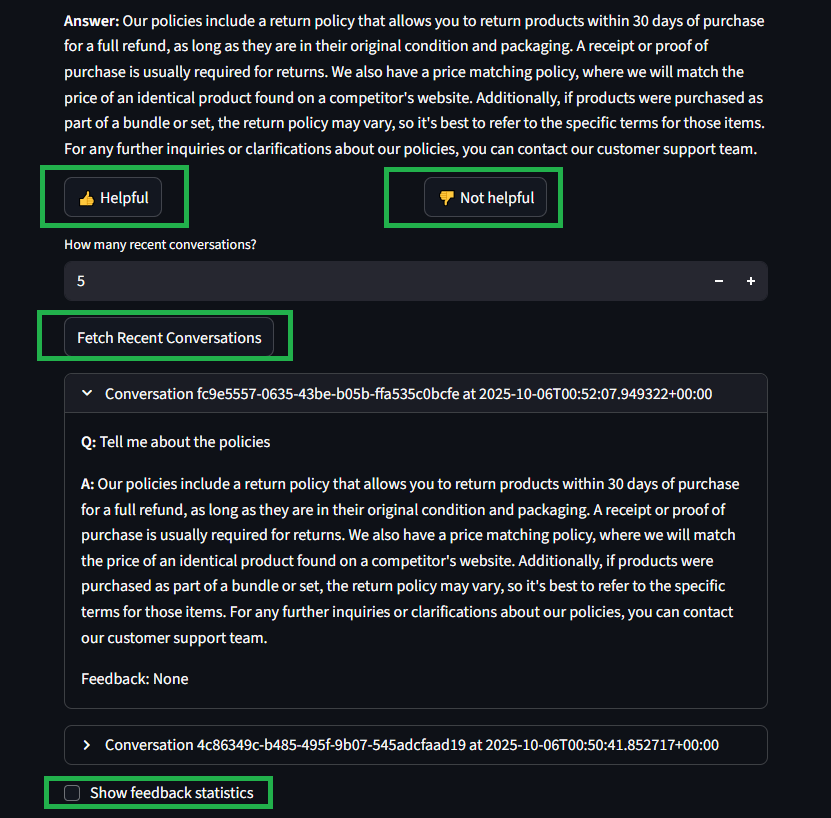 Answer: Our policies include a return policy that allows you to return products within 30 days of purchase
for a full refund, as long as they are in their original condition and packaging. A receipt or proof of
purchase is usually required for returns. We also have a price matching policy, where we will match the
price of an identical product found on a competitor's website. Additionally, if products were purchased as
part of a bundle or set, the return policy may vary, so it's best to refer to the specific terms for those items.
For any further inquiries or clarifications about our policies, you can contact our customer support team.
👍 Helpful
👎 Not helpful
How many recent conversations?
5 − +
Fetch Recent Conversations
Conversation fc9e5557-0635-43be-b05b-ffa535c0bcfe at 2025-10-06T00:52:07.949322+00:00
Q: Tell me about the policies
A: Our policies include a return policy that allows you to return products within 30 days of purchase
for a full refund, as long as they are in their original condition and packaging. A receipt or proof of
purchase is usually required for returns. We also have a price matching policy, where we will match
the price of an identical product found on a competitor's website. Additionally, if products were
purchased as part of a bundle or set, the return policy may vary, so it's best to refer to the specific
terms for those items. For any further inquiries or clarifications about our policies, you can contact
our customer support team.
Feedback: None
Conversation 4c86349c-b485-495f-9b07-545adcfaad19 at 2025-10-06T00:50:41.852717+00:00
Show feedback statistics